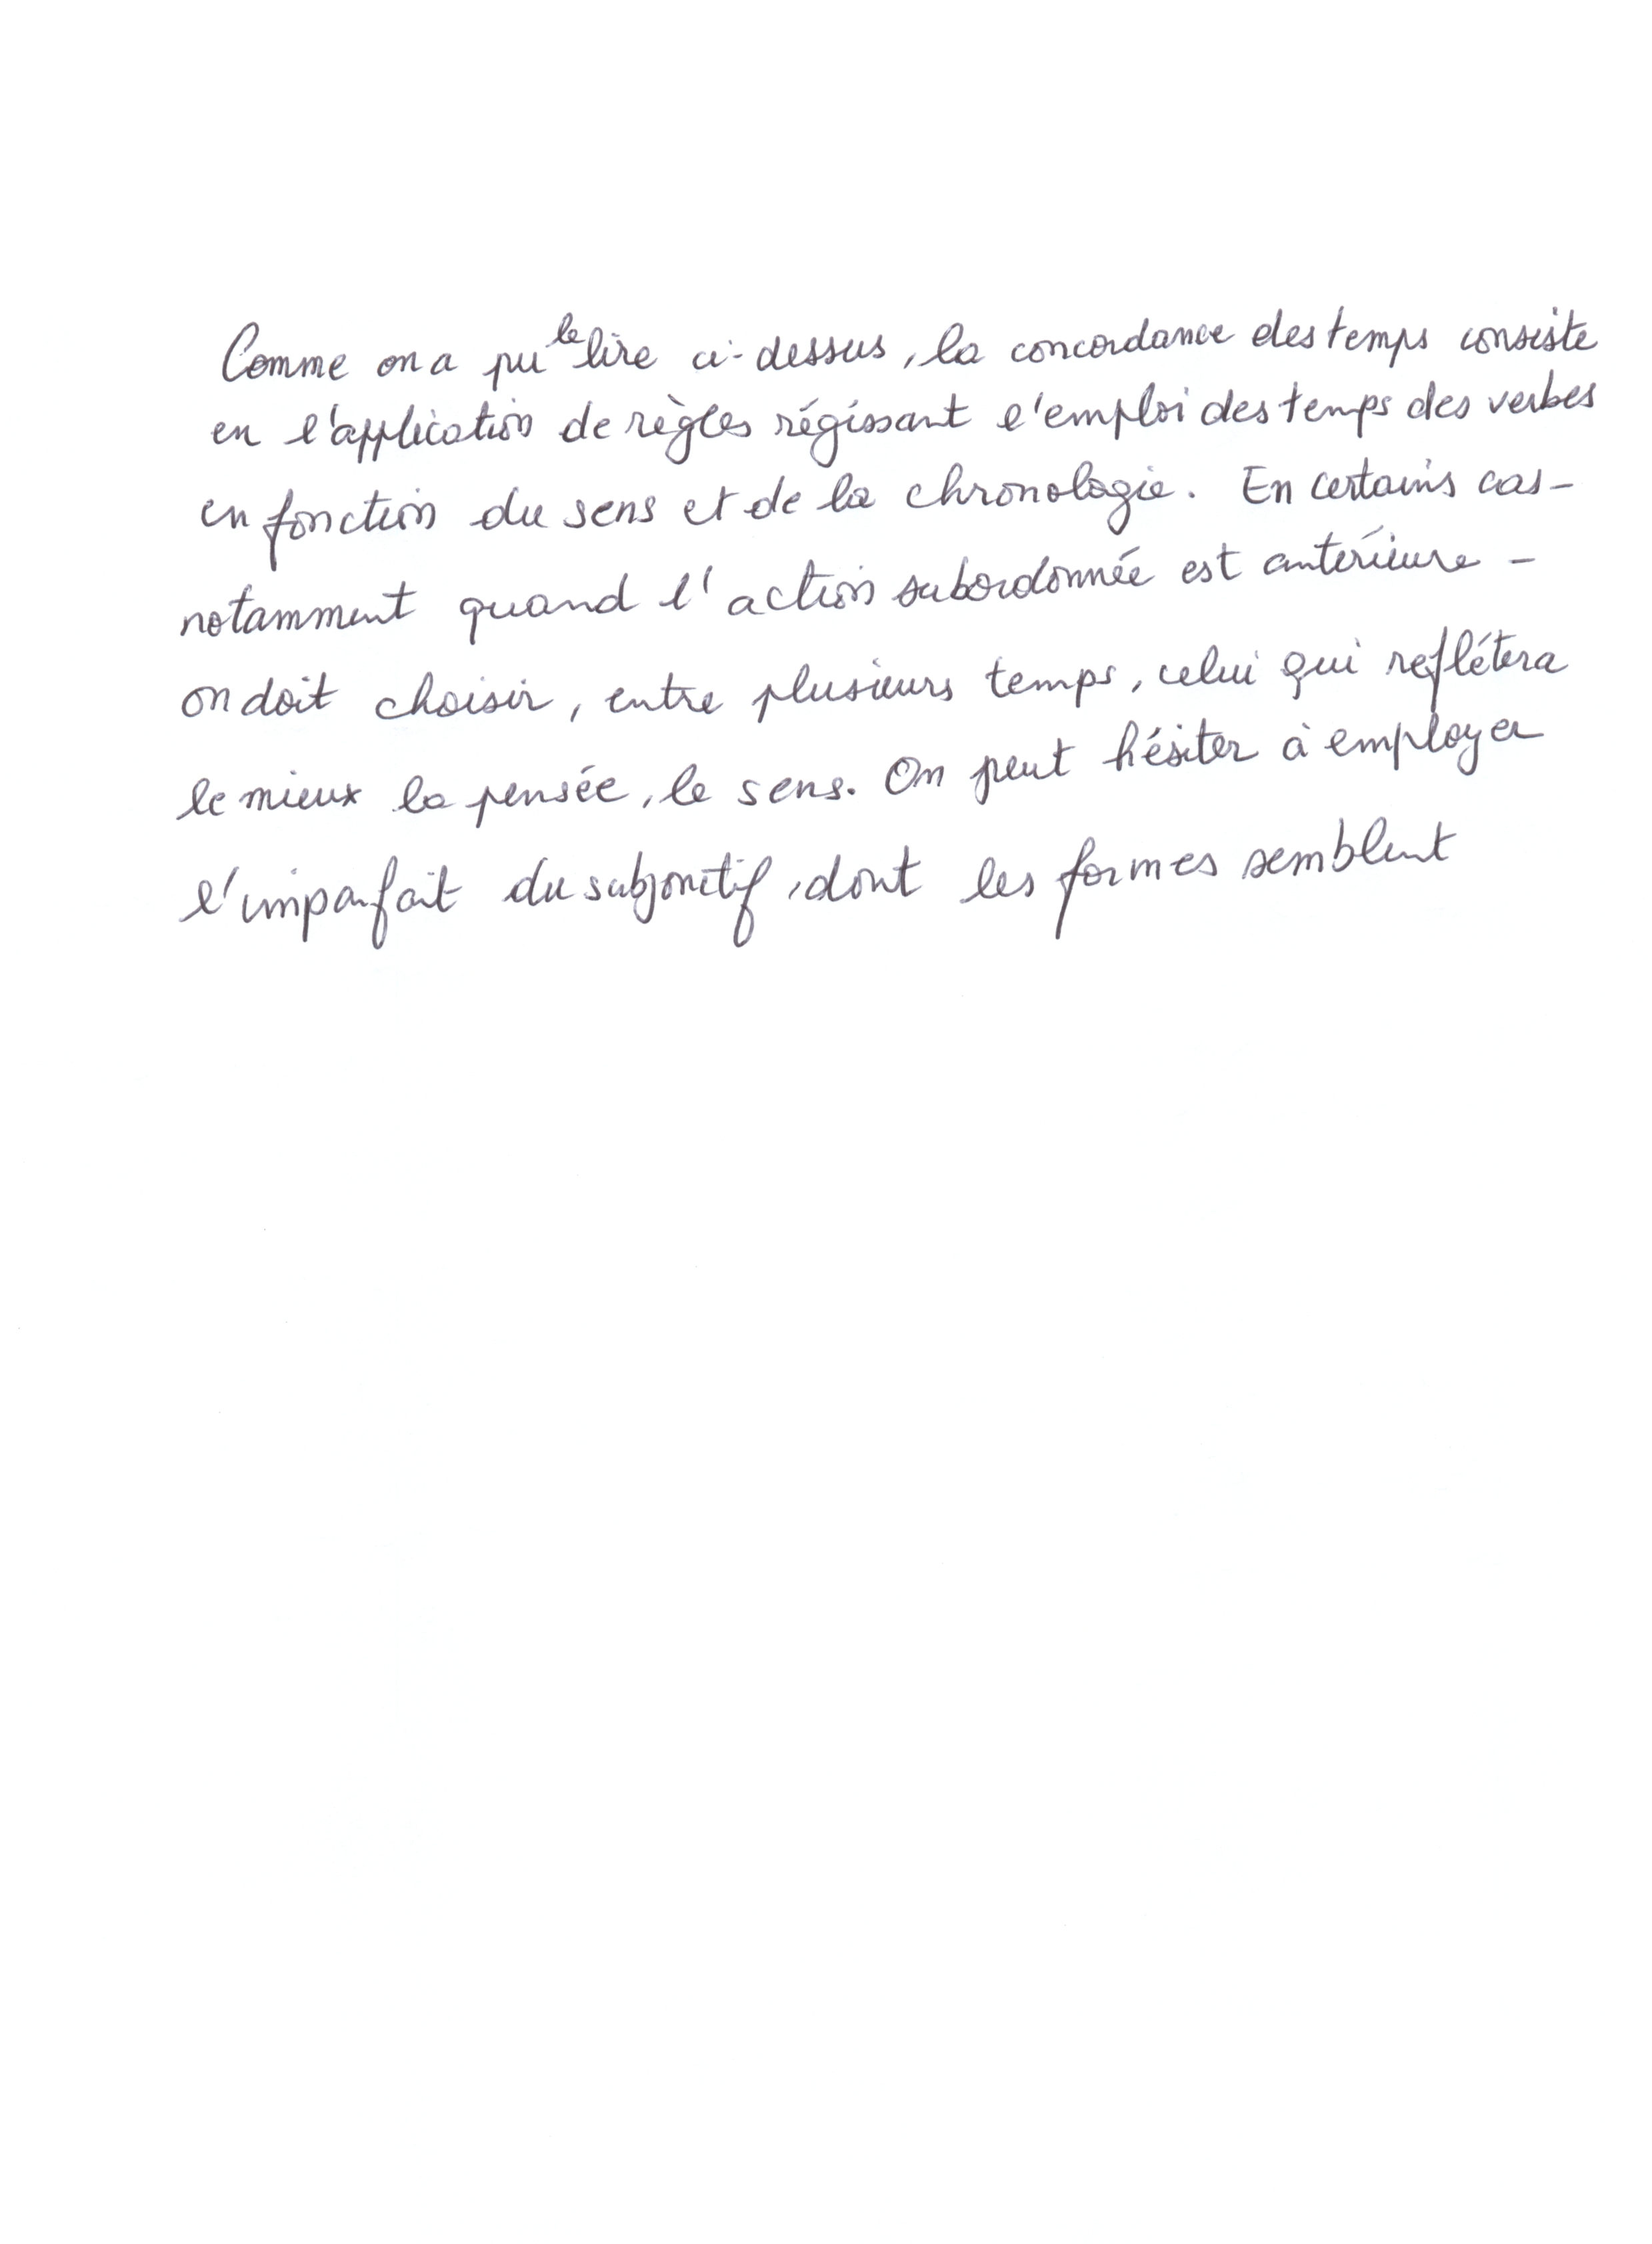 Comme on a pu le lire ci-dessus, la concordance des temps consiste
en l'application de règles régissant l'emploi des temps des verbes
en fonction du sens et de la chronologie. En certains cas -
notamment quand l'action subordonnée est antérieure -
on doit choisir, entre plusieurs temps, celui qui reflétera
le mieux la pensée, le sens. On peut hésiter à employer
l'imparfait du subjonctif, dont les formes semblent